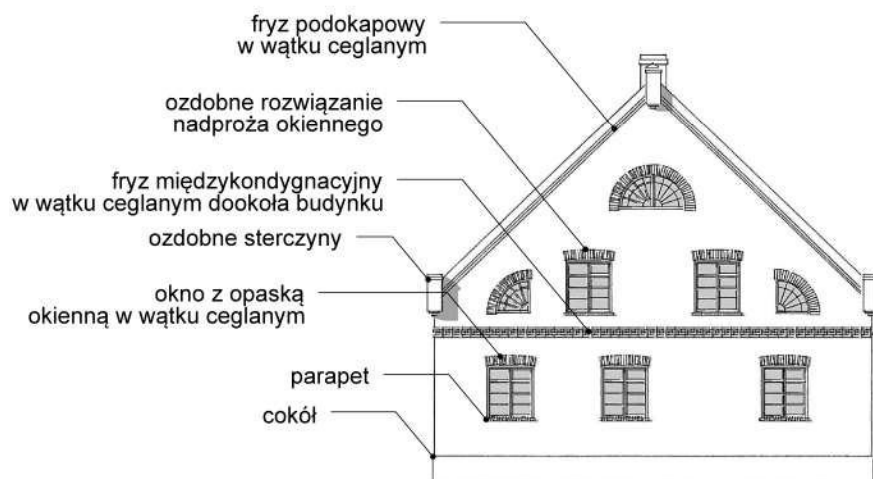 fryz podokapowy
w wątku ceglanym
ozdobne rozwiązanie
nadproża okiennego
fryz międzykondygnacyjny
w wątku ceglanym dookoła budynku
ozdobne sterczyny
okno z opaską
okienną w wątku ceglanym
parapet
cokół